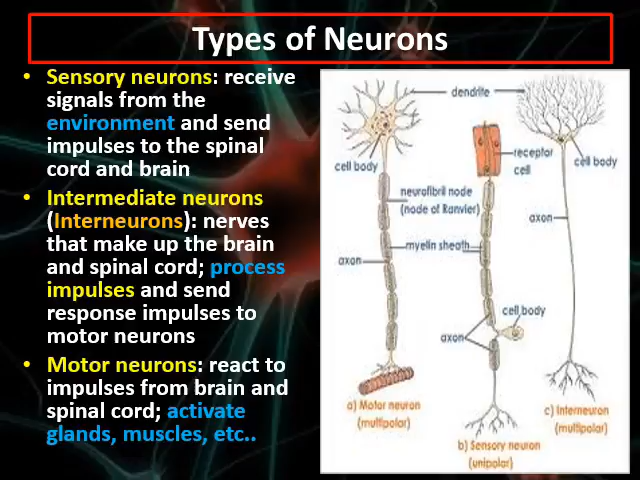 Types of Neurons
• Sensory neurons: receive
signals from the
environment and send
impulses to the spinal
cord and brain
• Intermediate neurons
(Interneurons): nerves
that make up the brain
and spinal cord; process
impulses and send
response impulses to
motor neurons
• Motor neurons: react to
impulses from brain and
spinal cord; activate
glands, muscles, etc..
dendrite
cell body
receptor
cell
cell body
neurofibril node
(node of Ranvier)
axon
myelin sheath
axon
cell body
axon
a) Motor neuron
(multipolar)
b) Sensory neuron
(unipolar)
c) Interneuron
(multipolar)